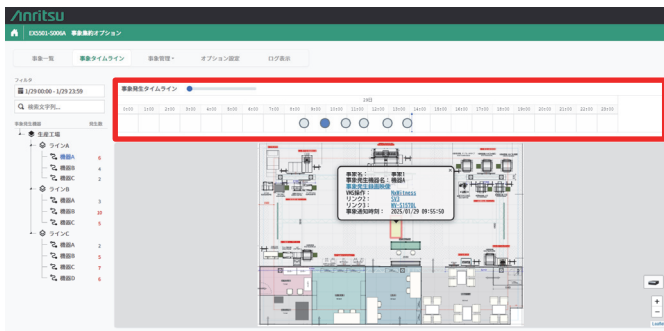 Anritsu
EX5501-S006A 事象集約オプション
事象一覧 事象タイムライン 事象管理 オプション設定 ログ表示
フィルタ
1/29 00:00 - 1/29 23:59
検索文字列...
事象発生機器 発生数
生産工場
ラインA
機器A 6
機器B 4
機器C 2
ラインB
機器A 3
機器B 10
機器C 5
ラインC
機器A 2
機器B 5
機器C 7
機器D 6
事象発生タイムライン
0:00 1:00 2:00 3:00 4:00 5:00 6:00 7:00 8:00 9:00 10:00 11:00 12:00 13:00 14:00 15:00 16:00 17:00 18:00 19:00 20:00 21:00 22:00 23:00
事象名: 事象1
事象発生機器名: 機器A
事象発生録画映像
VMS操作: NxWitness
リンク2: SV3
リンク3: NV-ST5TOL
事象通知時刻: 2025/01/29 09:55:50
+
−